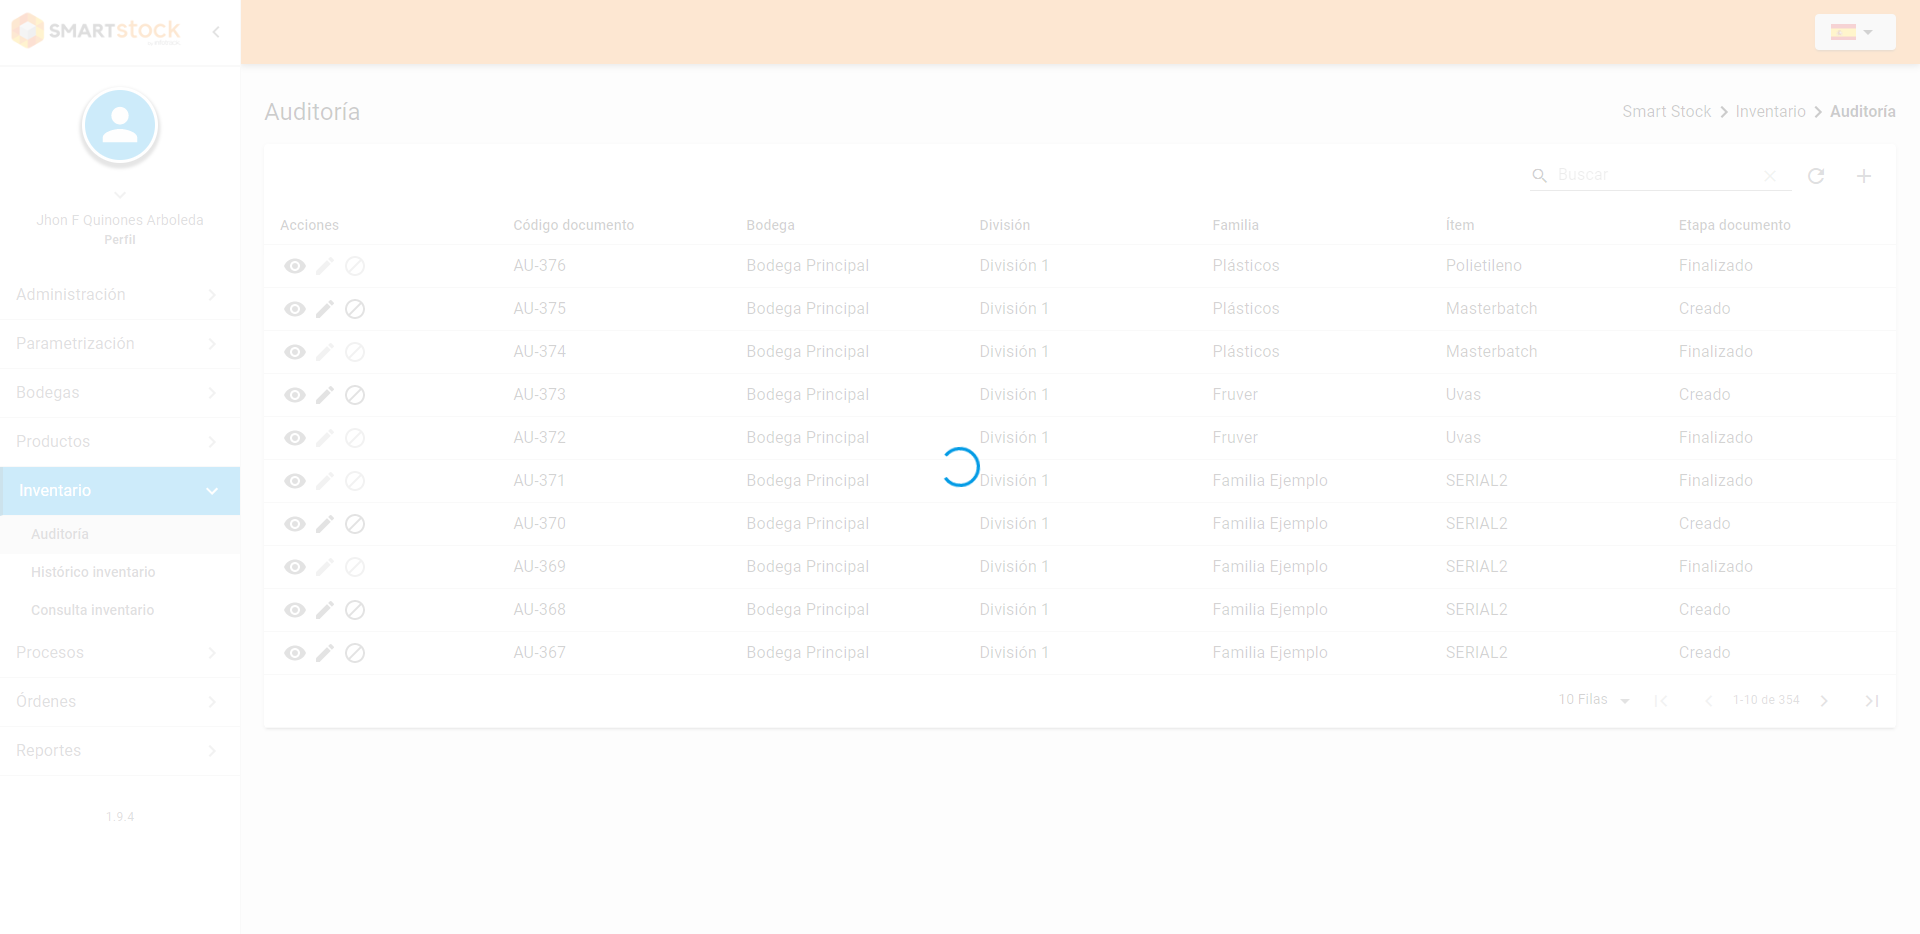 SMARTstock
Jhon F Quinones Arboleda
Perfil
Administración
Parametrización
Bodegas
Productos
Inventario
Auditoría
Histórico inventario
Consulta inventario
Procesos
Órdenes
Reportes
1.9.4
Auditoría
Smart Stock > Inventario > Auditoría
Buscar
Acciones Código documento Bodega División Familia Ítem Etapa documento
AU-376 Bodega Principal División 1 Plásticos Polietileno Finalizado
AU-375 Bodega Principal División 1 Plásticos Masterbatch Creado
AU-374 Bodega Principal División 1 Plásticos Masterbatch Finalizado
AU-373 Bodega Principal División 1 Fruver Uvas Creado
AU-372 Bodega Principal División 1 Fruver Uvas Finalizado
AU-371 Bodega Principal División 1 Familia Ejemplo SERIAL2 Finalizado
AU-370 Bodega Principal División 1 Familia Ejemplo SERIAL2 Creado
AU-369 Bodega Principal División 1 Familia Ejemplo SERIAL2 Finalizado
AU-368 Bodega Principal División 1 Familia Ejemplo SERIAL2 Creado
AU-367 Bodega Principal División 1 Familia Ejemplo SERIAL2 Creado
10 Filas 1-10 de 354